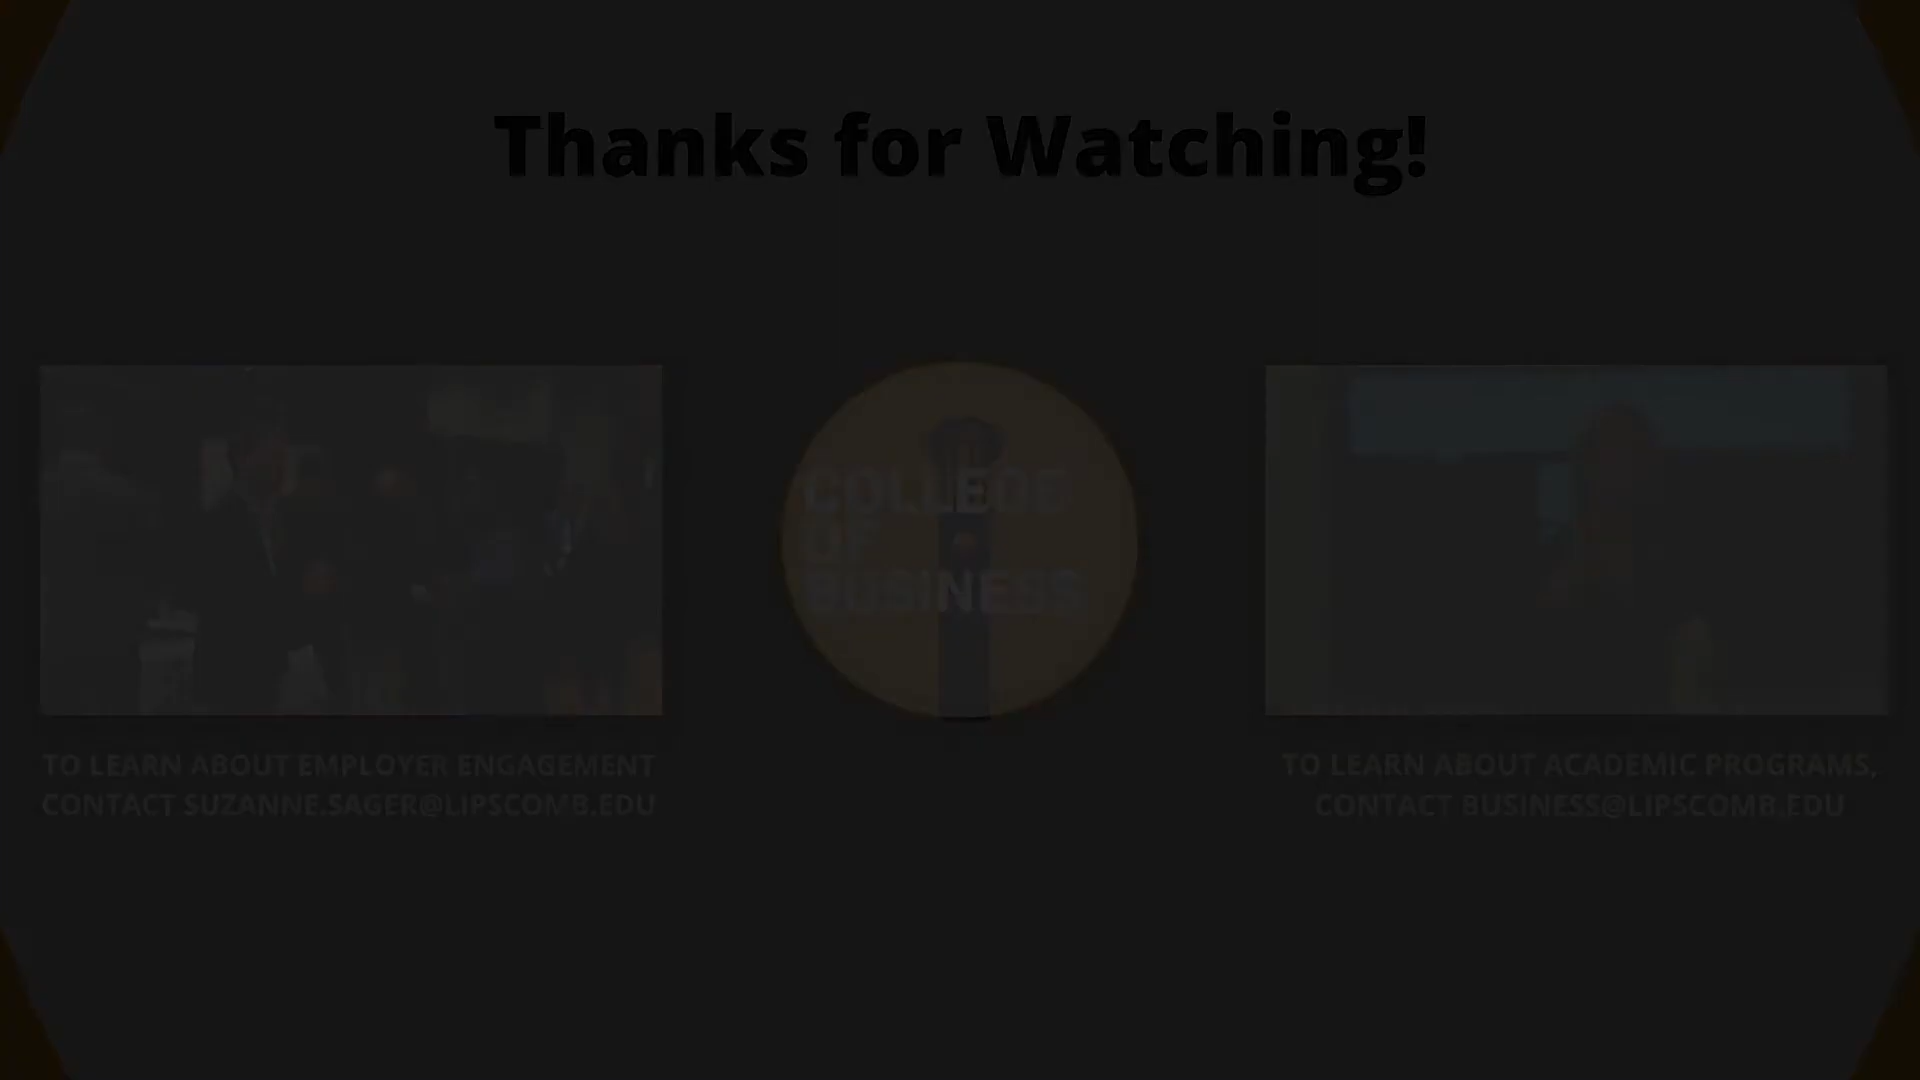 Thanks for Watching!
COLLEGE
OF
BUSINESS
TO LEARN ABOUT EMPLOYER ENGAGEMENT
CONTACT SUZANNE.SAGER@LIPSCOMB.EDU
TO LEARN ABOUT ACADEMIC PROGRAMS,
CONTACT BUSINESS@LIPSCOMB.EDU